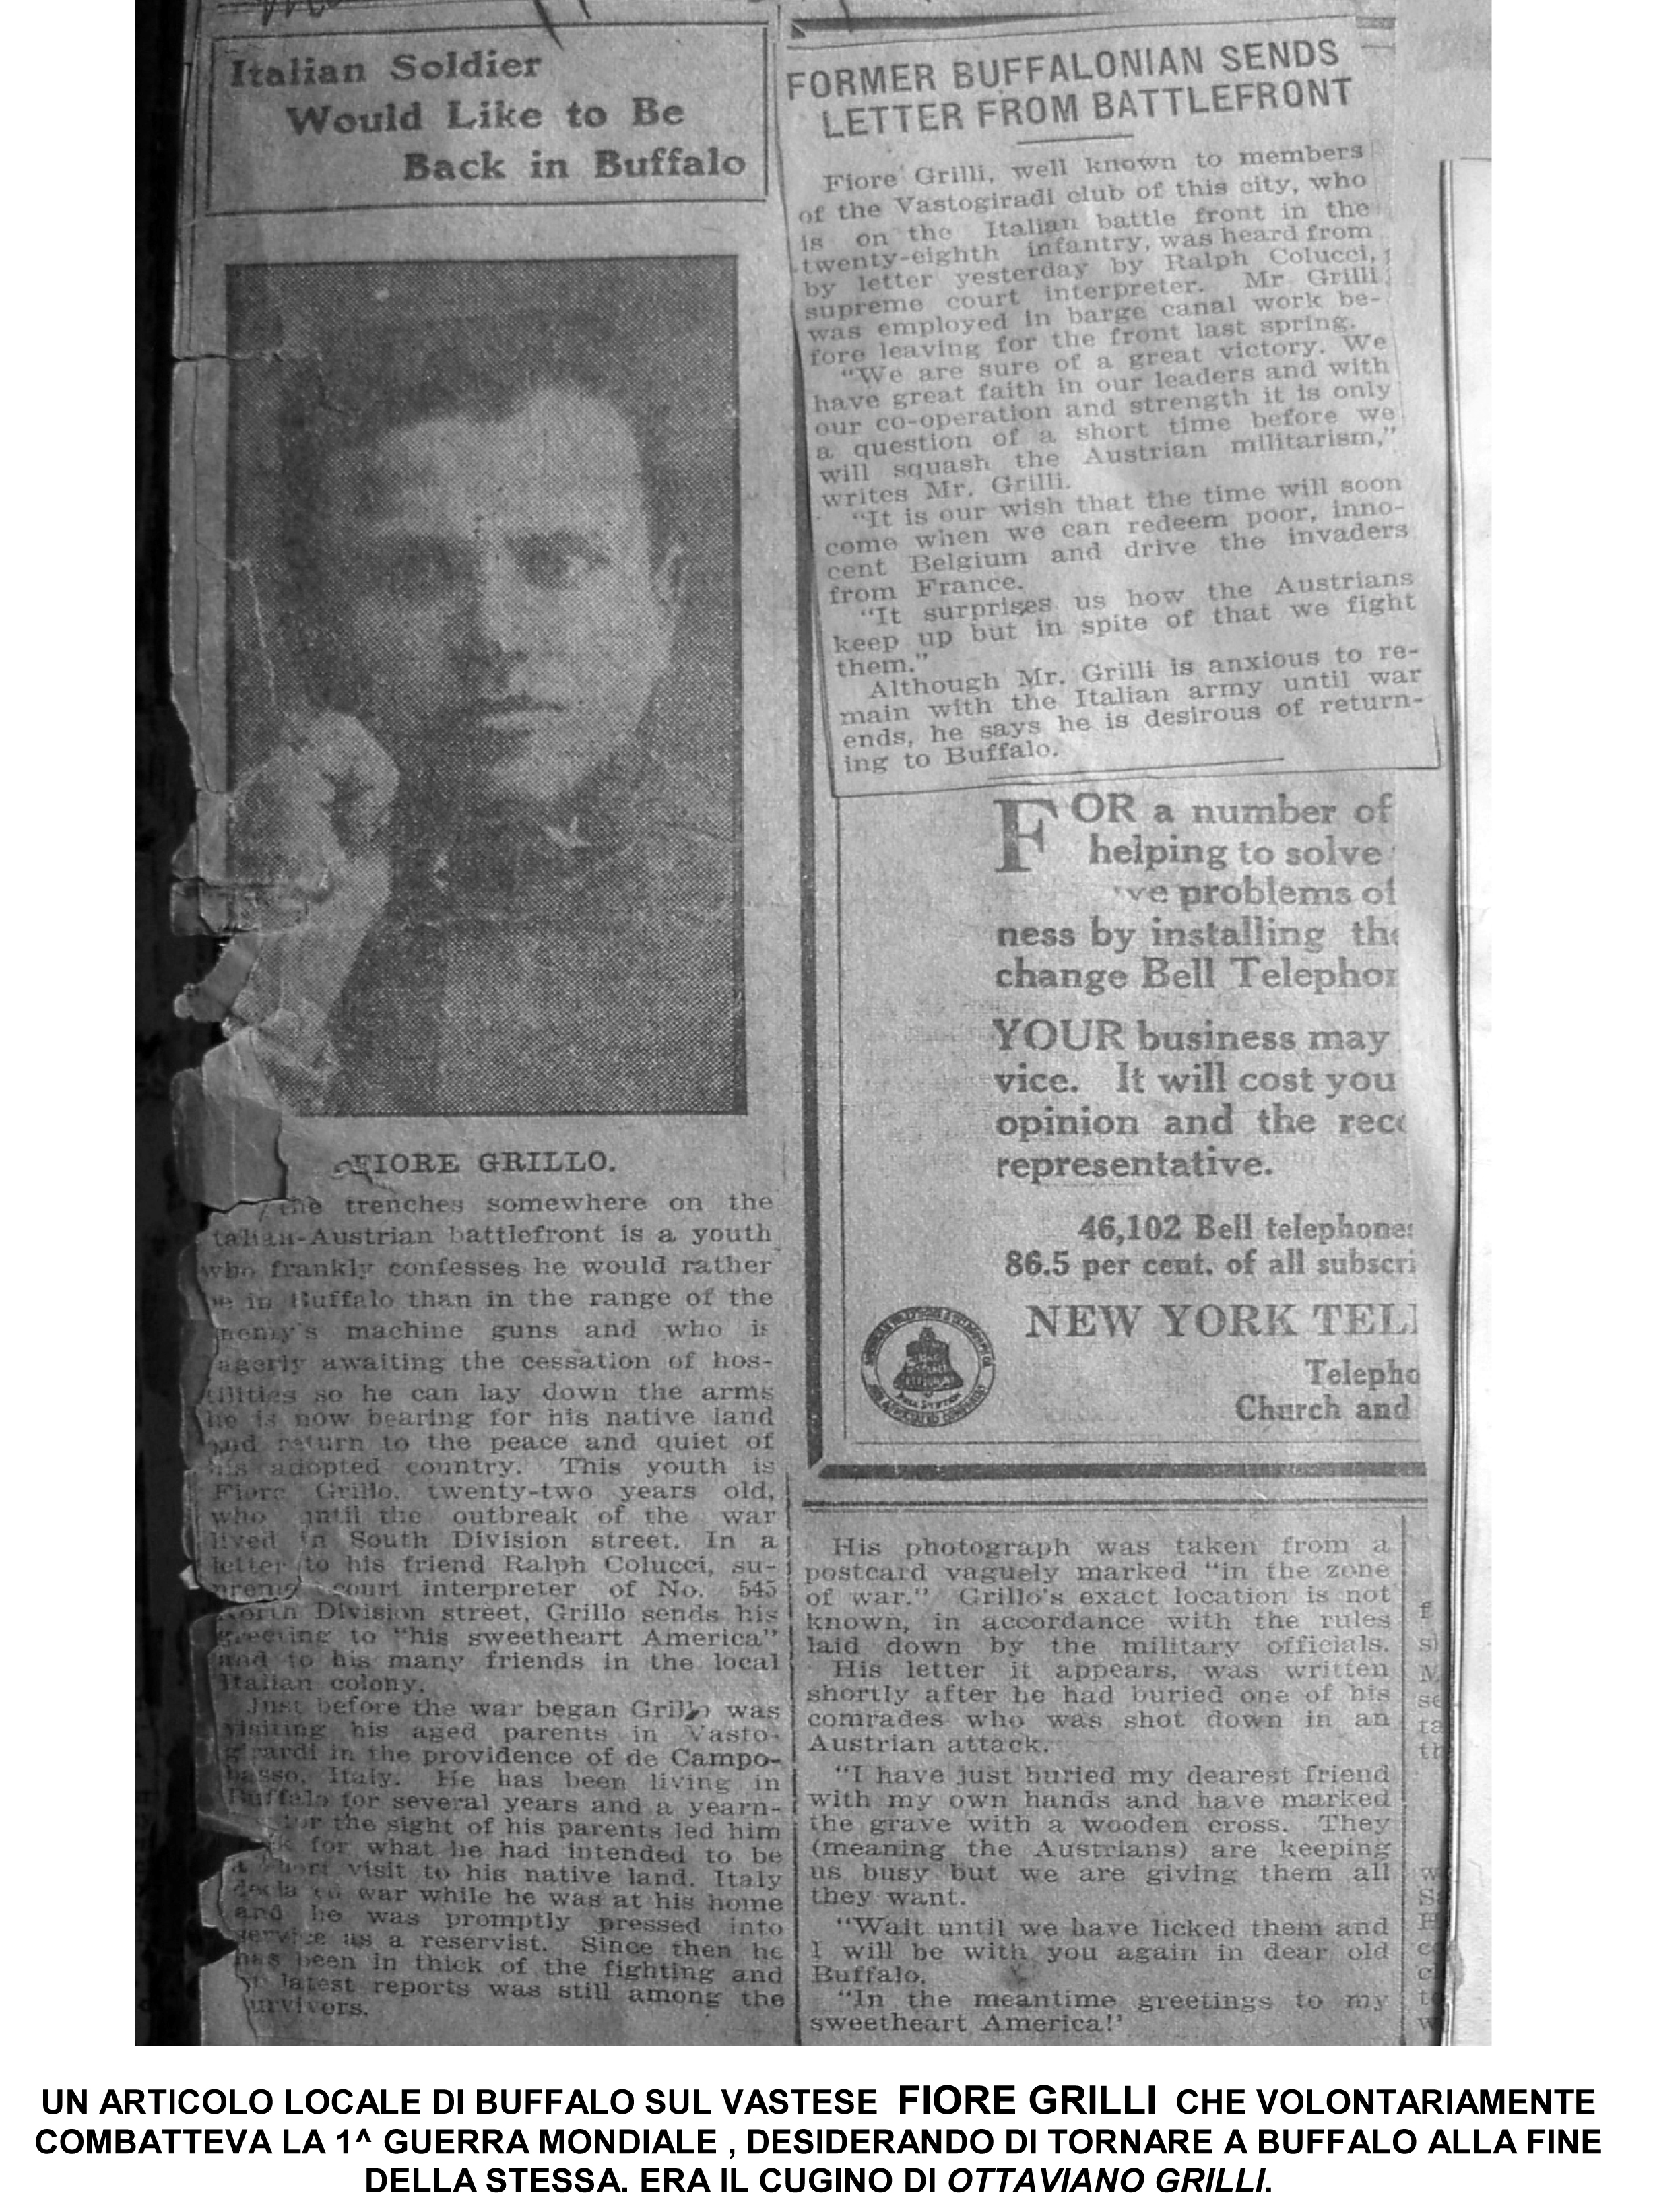 Italian Soldier
Would Like to Be
Back in Buffalo
FIORE GRILLO.
the trenches somewhere on the
talian-Austrian battlefront is a youth
who frankly confesses he would rather
be in Buffalo than in the range of the
nemy's machine guns and who is
agerly awaiting the cessation of hos-
tilities so he can lay down the arms
he is now bearing for his native land
and return to the peace and quiet of
his adopted country. This youth is
Fiore Grillo, twenty-two years old,
who until the outbreak of the war
lived in South Division street. In a
letter to his friend Ralph Colucci, su-
preme court interpreter of No. 545
North Division street, Grillo sends his
greeting to "his sweetheart America"
and to his many friends in the local
Italian colony.
Just before the war began Grillo was
visiting his aged parents in Vasto-
girardi in the providence of de Campo-
basso, Italy. He has been living in
Buffalo for several years and a yearn-
for the sight of his parents led him
for what he had intended to be
a short visit to his native land. Italy
declared war while he was at his home
and he was promptly pressed into
service as a reservist. Since then he
has been in thick of the fighting and
latest reports was still among the
survivors.
FORMER BUFFALONIAN SENDS
LETTER FROM BATTLEFRONT
Fiore Grilli, well known to members
of the Vastogiradi club of this city, who
is on the Italian battle front in the
twenty-eighth infantry, was heard from
by letter yesterday by Ralph Colucci,
supreme court interpreter. Mr. Grilli
was employed in barge canal work be-
fore leaving for the front last spring.
"We are sure of a great victory. We
have great faith in our leaders and with
our co-operation and strength it is only
a question of a short time before we
will squash the Austrian militarism,"
writes Mr. Grilli.
"It is our wish that the time will soon
come when we can redeem poor, inno-
cent Belgium and drive the invaders
from France.
"It surprises us how the Austrians
keep up but in spite of that we fight
them."
Although Mr. Grilli is anxious to re-
main with the Italian army until war
ends, he says he is desirous of return-
ing to Buffalo.
FOR a number of
helping to solve
problems of
ness by installing the
change Bell Telephon
YOUR business may
vice. It will cost you
opinion and the reco
representative.
46,102 Bell telephones
86.5 per cent. of all subscri
NEW YORK TEL
Telepho
Church and
His photograph was taken from a
postcard vaguely marked "in the zone
of war." Grillo's exact location is not
known, in accordance with the rules
laid down by the military officials.
His letter it appears, was written
shortly after he had buried one of his
comrades who was shot down in an
Austrian attack.
"I have just buried my dearest friend
with my own hands and have marked
the grave with a wooden cross. They
(meaning the Austrians) are keeping
us busy but we are giving them all
they want.
"Wait until we have licked them and
I will be with you again in dear old
Buffalo.
"In the meantime greetings to my
sweetheart America!'
UN ARTICOLO LOCALE DI BUFFALO SUL VASTESE FIORE GRILLI CHE VOLONTARIAMENTE
COMBATTEVA LA 1^ GUERRA MONDIALE , DESIDERANDO DI TORNARE A BUFFALO ALLA FINE
DELLA STESSA. ERA IL CUGINO DI OTTAVIANO GRILLI.